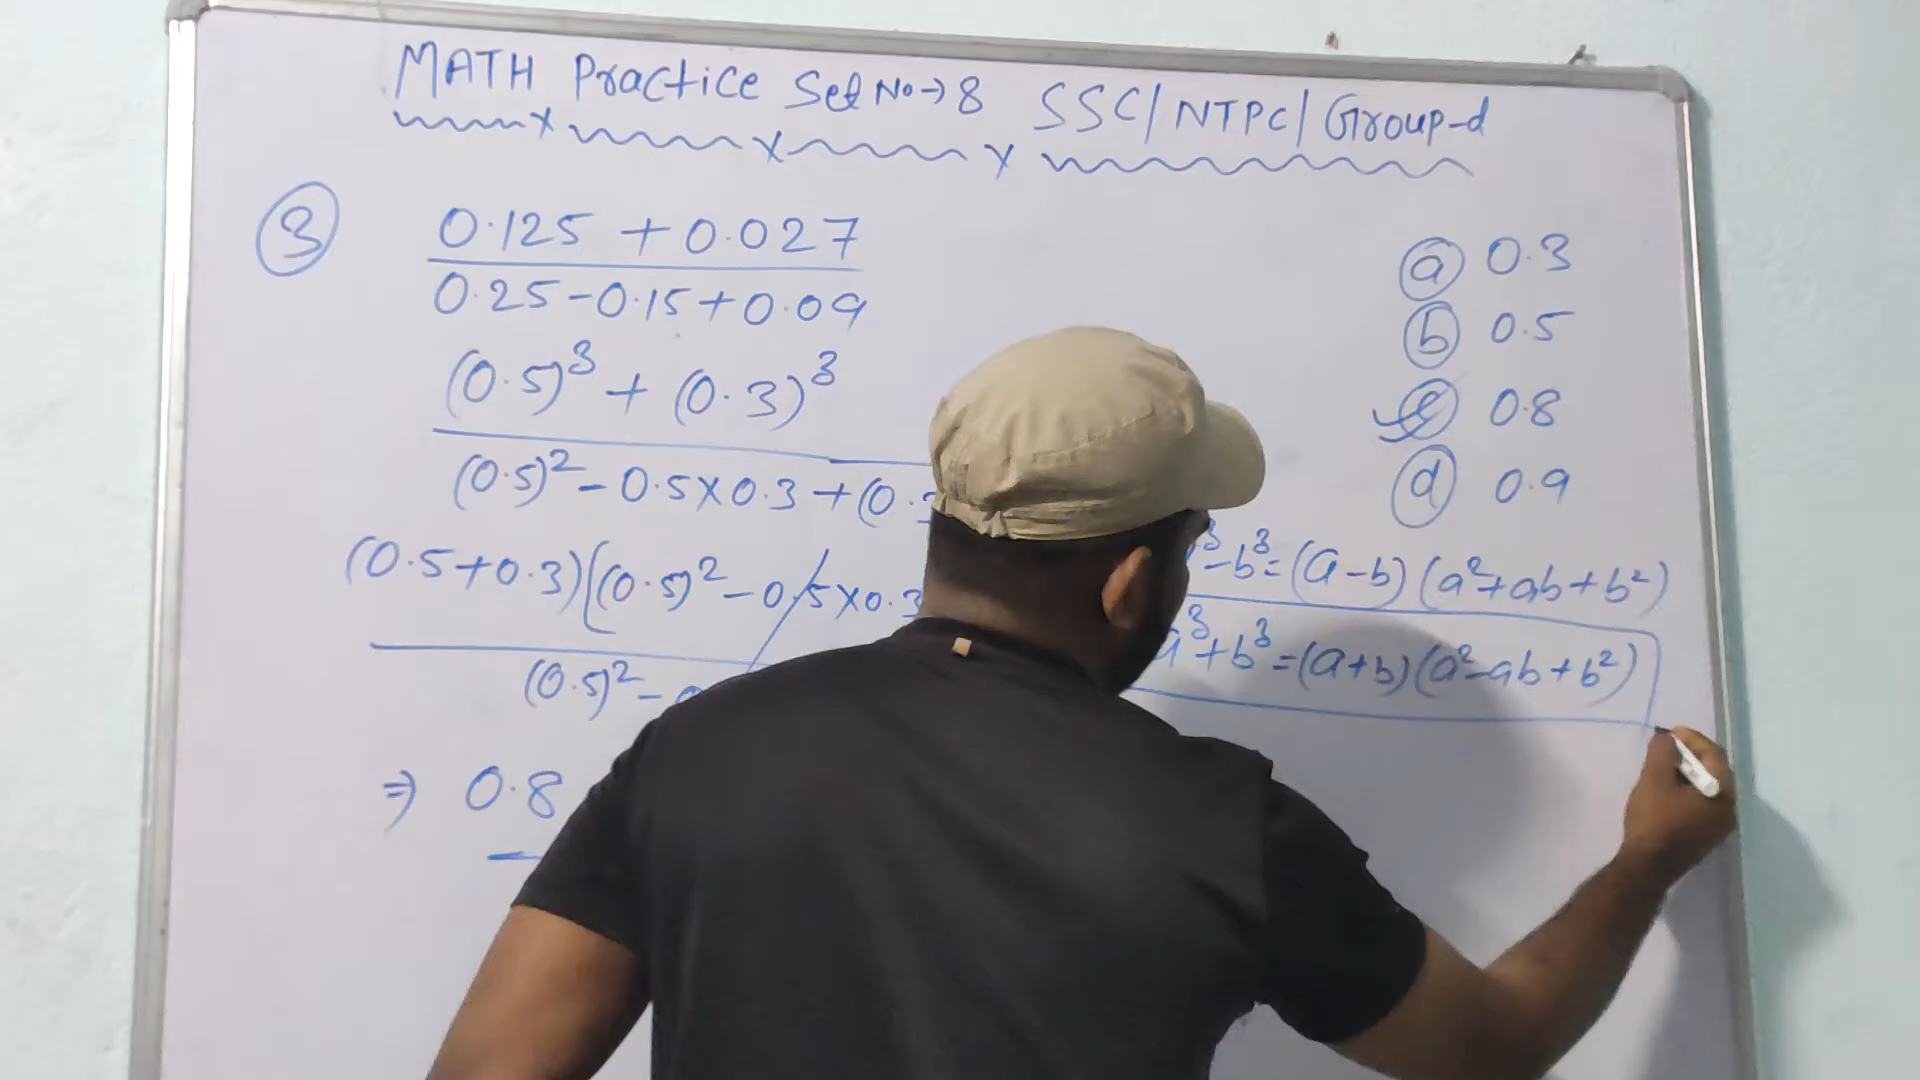 MATH Practice Set No→8 SSC/NTPC/Group-d
3
0.125 + 0.027
0.25-0.15+0.09
(0.5)³ + (0.3)³
(0.5)² - 0.5×0.3 + (0.
(0.5+0.3)((0.5)² - 0.5×0.3
(0.5)² -
⇒ 0.8
a 0.3
b 0.5
c 0.8
d 0.9
³-b³=(a-b)(a²+ab+b²)
a³+b³=(a+b)(a²-ab+b²)